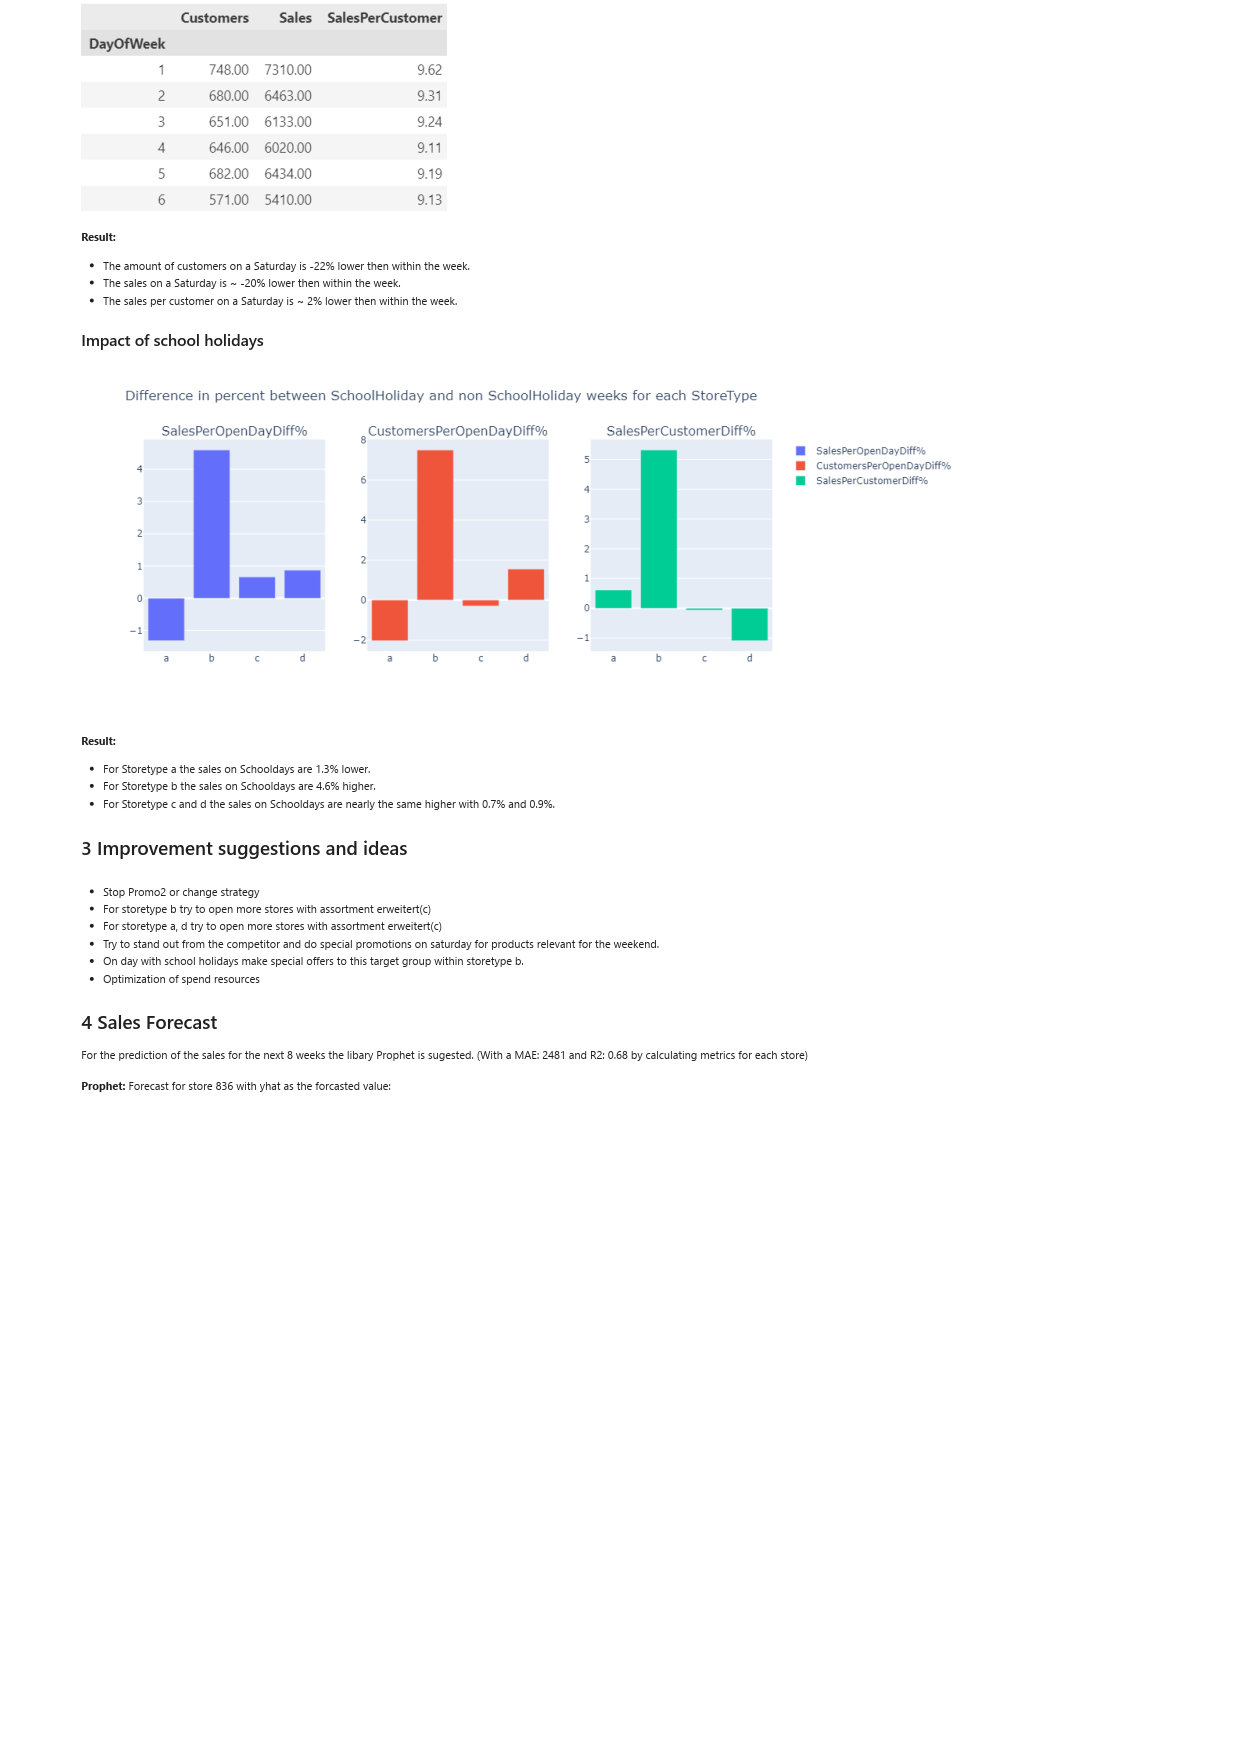 Customers Sales SalesPerCustomer
DayOfWeek
1 748.00 7310.00 9.62
2 680.00 6463.00 9.31
3 651.00 6133.00 9.24
4 646.00 6020.00 9.11
5 682.00 6434.00 9.19
6 571.00 5410.00 9.13
Result:
• The amount of customers on a Saturday is -22% lower then within the week.
• The sales on a Saturday is ~ -20% lower then within the week.
• The sales per customer on a Saturday is ~ 2% lower then within the week.
Impact of school holidays
Difference in percent between SchoolHoliday and non SchoolHoliday weeks for each StoreType
SalesPerOpenDayDiff%
4
3
2
1
0
−1
a b c d
CustomersPerOpenDayDiff%
8
6
4
2
0
−2
a b c d
SalesPerCustomerDiff%
5
4
3
2
1
0
−1
a b c d
SalesPerOpenDayDiff%
CustomersPerOpenDayDiff%
SalesPerCustomerDiff%
Result:
• For Storetype a the sales on Schooldays are 1.3% lower.
• For Storetype b the sales on Schooldays are 4.6% higher.
• For Storetype c and d the sales on Schooldays are nearly the same higher with 0.7% and 0.9%.
3 Improvement suggestions and ideas
• Stop Promo2 or change strategy
• For storetype b try to open more stores with assortment erweitert(c)
• For storetype a, d try to open more stores with assortment erweitert(c)
• Try to stand out from the competitor and do special promotions on saturday for products relevant for the weekend.
• On day with school holidays make special offers to this target group within storetype b.
• Optimization of spend resources
4 Sales Forecast
For the prediction of the sales for the next 8 weeks the libary Prophet is sugested. (With a MAE: 2481 and R2: 0.68 by calculating metrics for each store)
Prophet: Forecast for store 836 with yhat as the forcasted value: